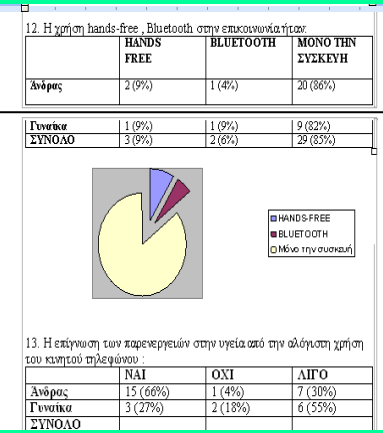 12. Η χρήση hands-free , Bluetooth στην επικοινωνία ήταν:
HANDS FREE BLUETOOTH ΜΟΝΟ ΤΗΝ ΣΥΣΚΕΥΗ
Άνδρας 2 (9%) 1 (4%) 20 (86%)
Γυναίκα 1 (9%) 1 (9%) 9 (82%)
ΣΥΝΟΛΟ 3 (9%) 2 (6%) 29 (85%)
HANDS-FREE
BLUETOOTH
Μόνο την συσκευή
13. Η επίγνωση των παρενεργειών στην υγεία από την αλόγιστη χρήση
του κινητού τηλεφώνου :
ΝΑΙ ΟΧΙ ΛΙΓΟ
Άνδρας 15 (66%) 1 (4%) 7 (30%)
Γυναίκα 3 (27%) 2 (18%) 6 (55%)
ΣΥΝΟΛΟ